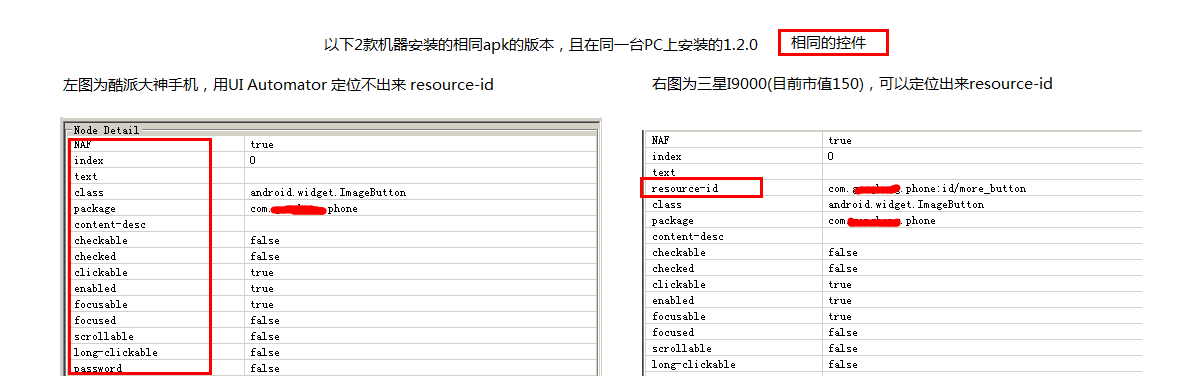 以下2款机器安装的相同apk的版本，且在同一台PC上安装的1.2.0 相同的控件
左图为酷派大神手机，用UI Automator 定位不出来 resource-id
右图为三星I9000(目前市值150)，可以定位出来resource-id
Node Detail
NAF true
index 0
text
class android.widget.ImageButton
package com. phone
content-desc
checkable false
checked false
clickable true
enabled true
focusable true
focused false
scrollable false
long-clickable false
password false
NAF true
index 0
text
resource-id com. .phone:id/more_button
class android.widget.ImageButton
package com .phone
content-desc
checkable false
checked false
clickable true
enabled true
focusable true
focused false
scrollable false
long-clickable false